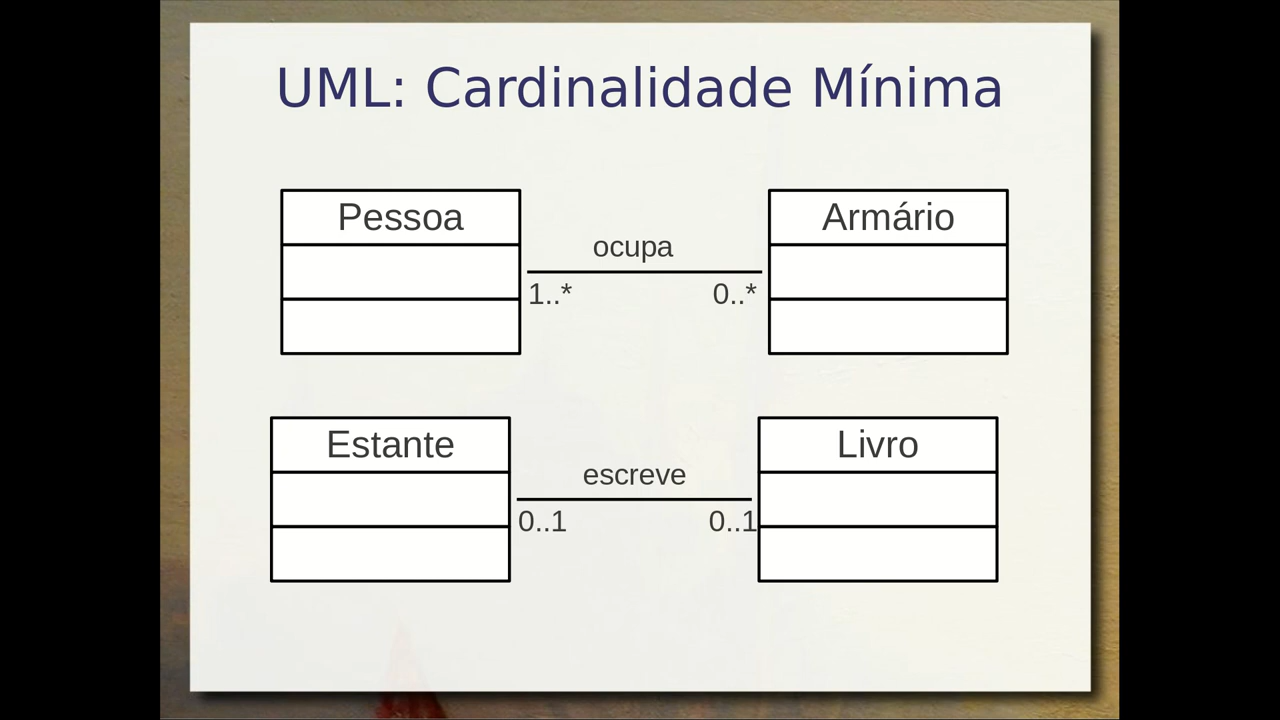 UML: Cardinalidade Mínima
Pessoa
ocupa
1..*
0..*
Armário
Estante
escreve
0..1
0..1
Livro